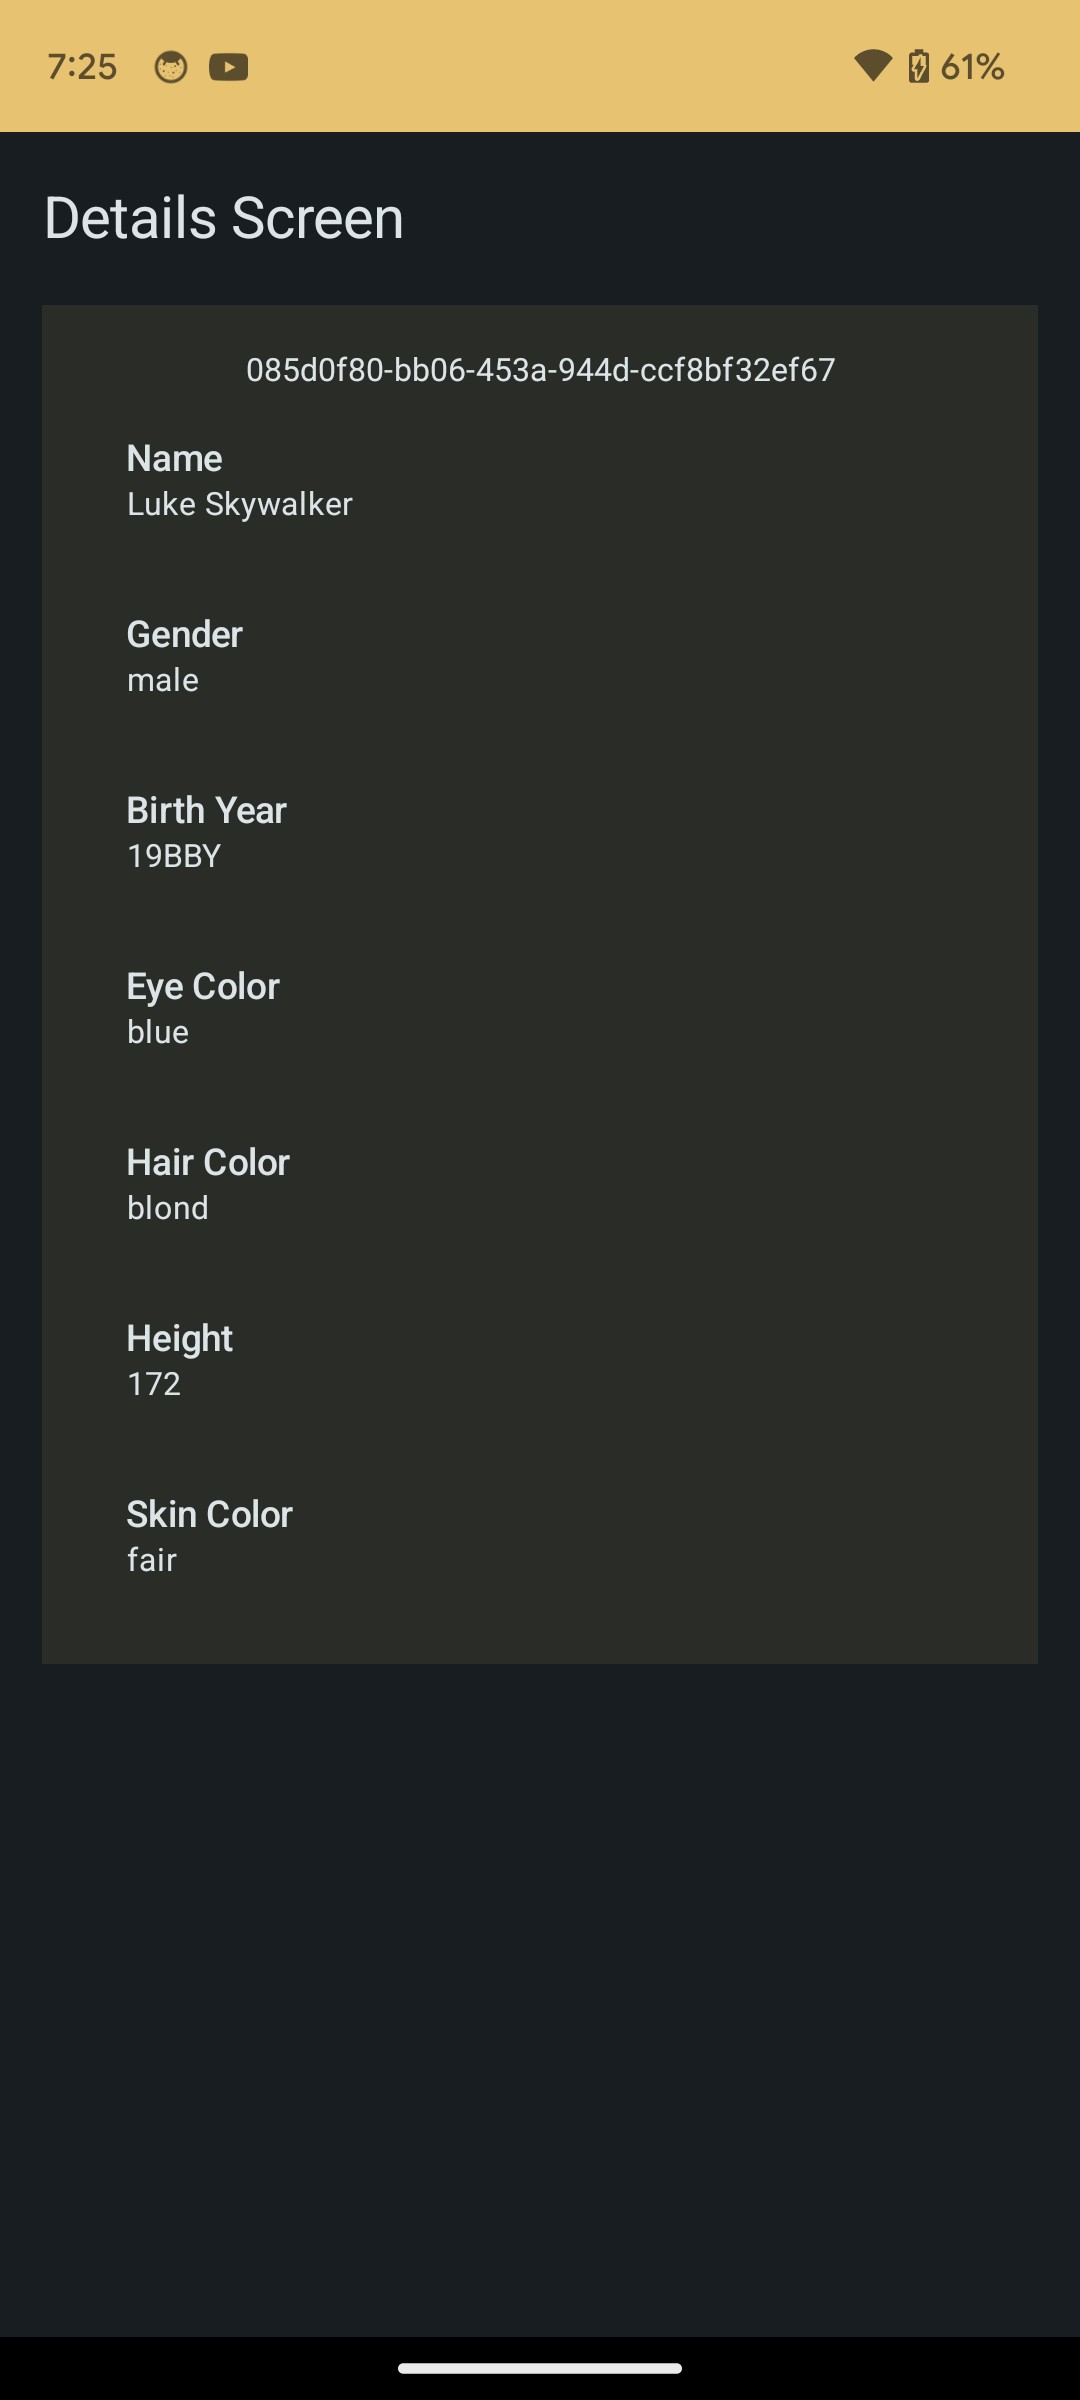 7:25
61%
Details Screen
085d0f80-bb06-453a-944d-ccf8bf32ef67
Name
Luke Skywalker
Gender
male
Birth Year
19BBY
Eye Color
blue
Hair Color
blond
Height
172
Skin Color
fair